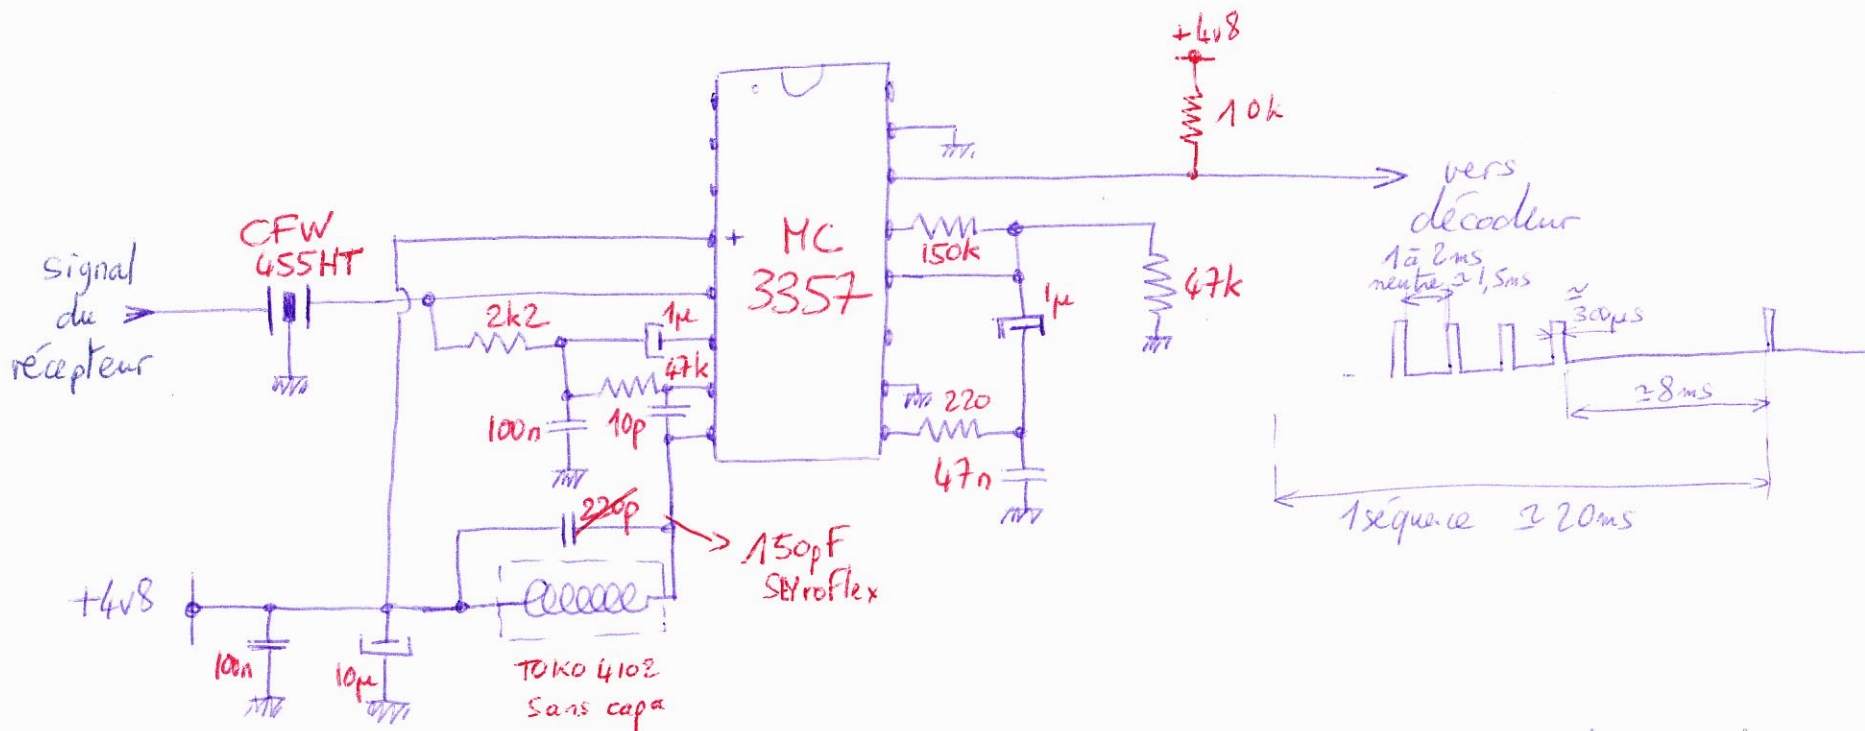 signal
du
récepteur
CFW
455HT
2k2
1µ
47k
100n
10p
+
MC
3357
150k
1µ
47k
220
47n
+4v8
10k
vers
décodeur
1 à 2ms
neutre ≃ 1,5ms
≃
300µs
≃8ms
1 séquence ≃ 20ms
220p
150pF
Styroflex
+4v8
100n
10µ
TOKO 4102
Sans capa